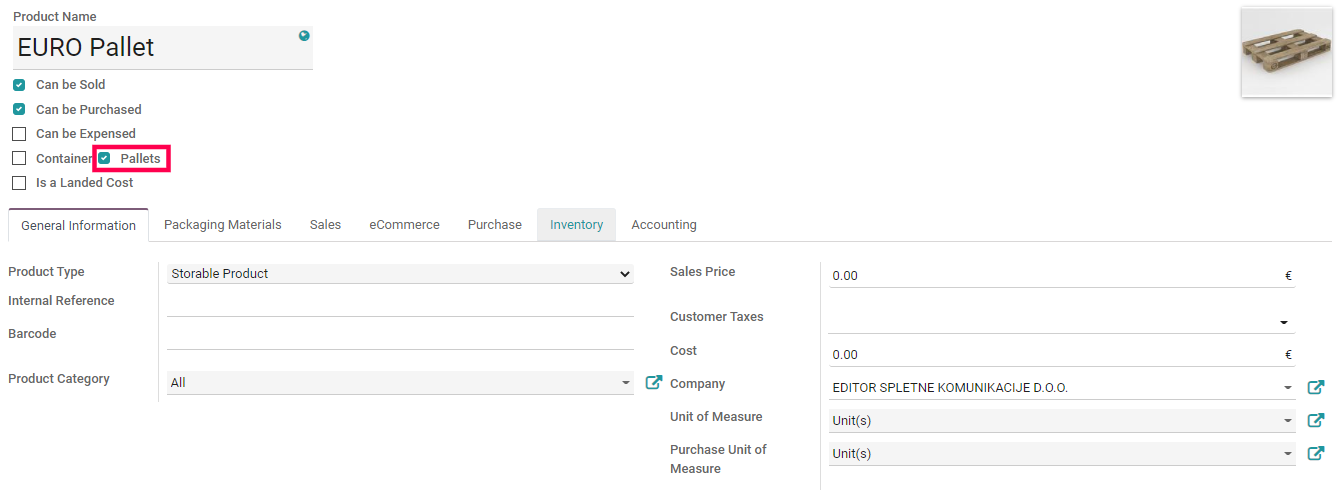 Product Name
EURO Pallet
Can be Sold
Can be Purchased
Can be Expensed
Container Pallets
Is a Landed Cost
General Information Packaging Materials Sales eCommerce Purchase Inventory Accounting
Product Type Storable Product
Internal Reference
Barcode
Product Category All
Sales Price 0.00 €
Customer Taxes
Cost 0.00 €
Company EDITOR SPLETNE KOMUNIKACIJE D.O.O.
Unit of Measure Unit(s)
Purchase Unit of Unit(s)
Measure